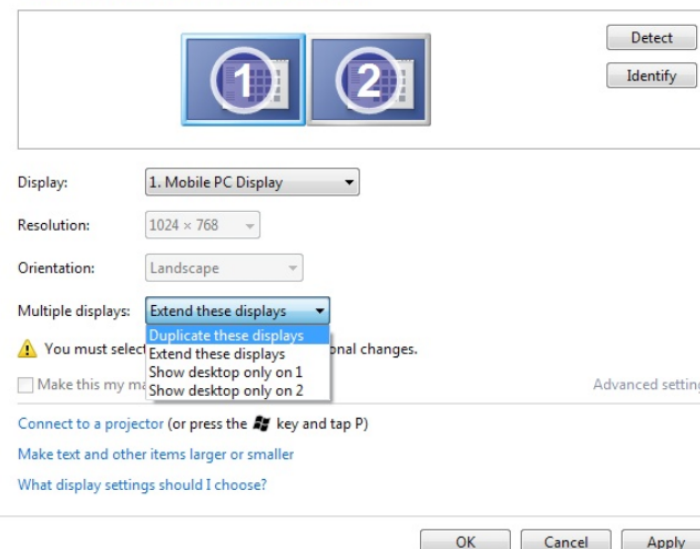 1 2
Detect
Identify
Display: 1. Mobile PC Display
Resolution: 1024 × 768
Orientation: Landscape
Multiple displays: Extend these displays
Duplicate these displays
Extend these displays
Show desktop only on 1
Show desktop only on 2
You must select onal changes.
Make this my ma
Advanced setting
Connect to a projector (or press the key and tap P)
Make text and other items larger or smaller
What display settings should I choose?
OK Cancel Apply